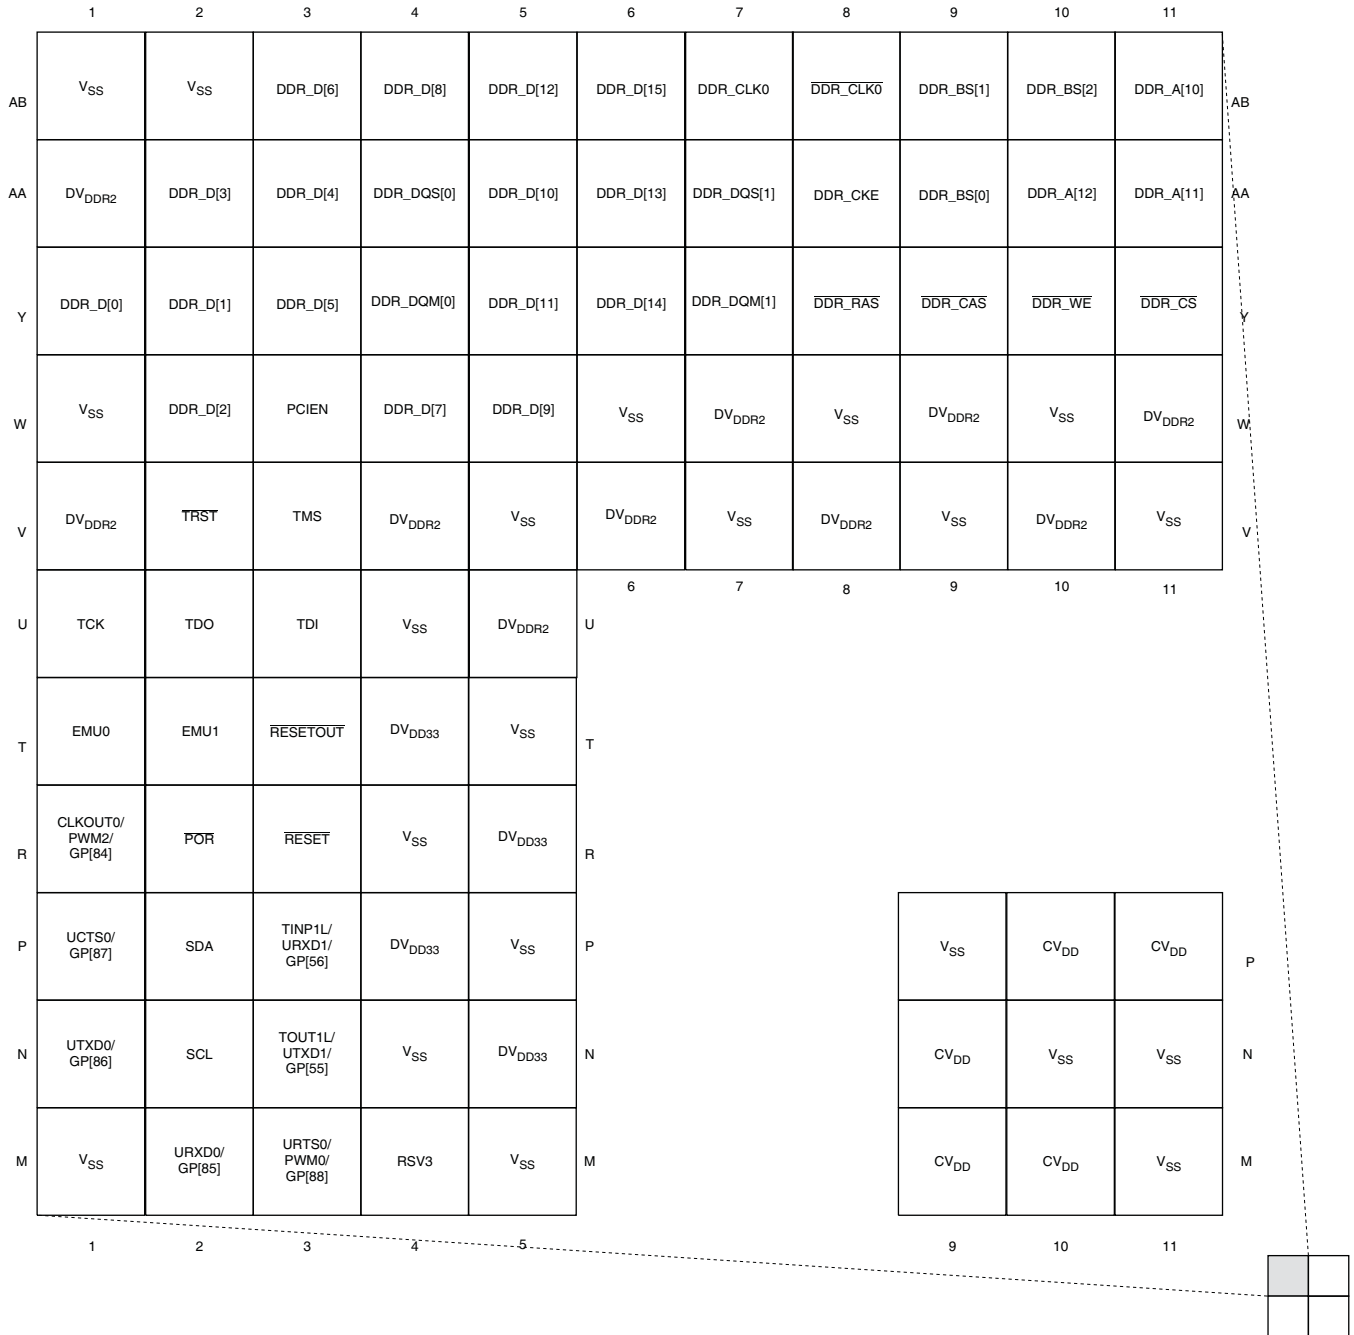 1 2 3 4 5 6 7 8 9 10 11
AB VSS VSS DDR_D[6] DDR_D[8] DDR_D[12] DDR_D[15] DDR_CLK0 DDR_CLK0 DDR_BS[1] DDR_BS[2] DDR_A[10] AB
AA DVDDR2 DDR_D[3] DDR_D[4] DDR_DQS[0] DDR_D[10] DDR_D[13] DDR_DQS[1] DDR_CKE DDR_BS[0] DDR_A[12] DDR_A[11] AA
Y DDR_D[0] DDR_D[1] DDR_D[5] DDR_DQM[0] DDR_D[11] DDR_D[14] DDR_DQM[1] DDR_RAS DDR_CAS DDR_WE DDR_CS Y
W VSS DDR_D[2] PCIEN DDR_D[7] DDR_D[9] VSS DVDDR2 VSS DVDDR2 VSS DVDDR2 W
V DVDDR2 TRST TMS DVDDR2 VSS DVDDR2 VSS DVDDR2 VSS DVDDR2 VSS V
6 7 8 9 10 11
U TCK TDO TDI VSS DVDDR2 U
T EMU0 EMU1 RESETOUT DVDD33 VSS T
R CLKOUT0/
PWM2/
GP[84] POR RESET VSS DVDD33 R
P UCTS0/
GP[87] SDA TINP1L/
URXD1/
GP[56] DVDD33 VSS P VSS CVDD CVDD P
N UTXD0/
GP[86] SCL TOUT1L/
UTXD1/
GP[55] VSS DVDD33 N CVDD VSS VSS N
M VSS URXD0/
GP[85] URTS0/
PWM0/
GP[88] RSV3 VSS M CVDD CVDD VSS M
1 2 3 4 5 9 10 11